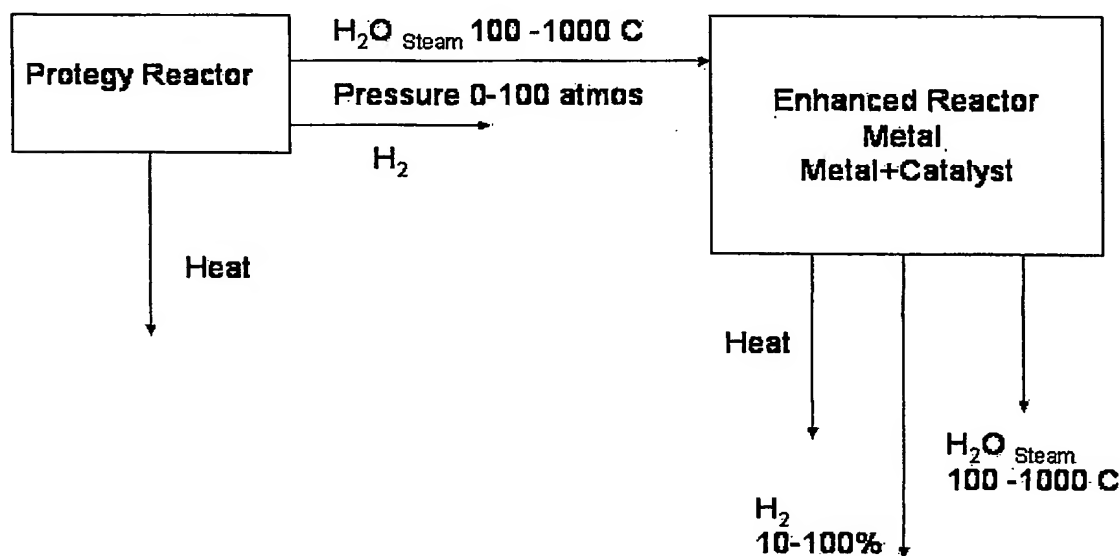 H₂O Steam 100 -1000 C
Protegy Reactor
Pressure 0-100 atmos
H₂
Enhanced Reactor
Metal
Metal+Catalyst
Heat
Heat
H₂O Steam
100 -1000 C
H₂
10-100%